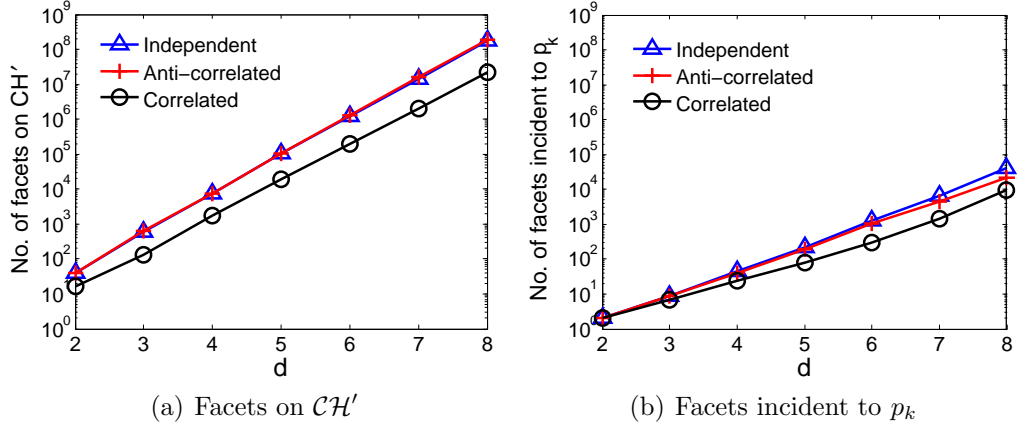 No. of facets on CH′
10^9
10^8
10^7
10^6
10^5
10^4
10^3
10^2
10^1
10^0
Independent
Anti−correlated
Correlated
2 3 4 5 6 7 8
d
(a) Facets on CH′
No. of facets incident to p_k
10^9
10^8
10^7
10^6
10^5
10^4
10^3
10^2
10^1
10^0
Independent
Anti−correlated
Correlated
2 3 4 5 6 7 8
d
(b) Facets incident to p_k